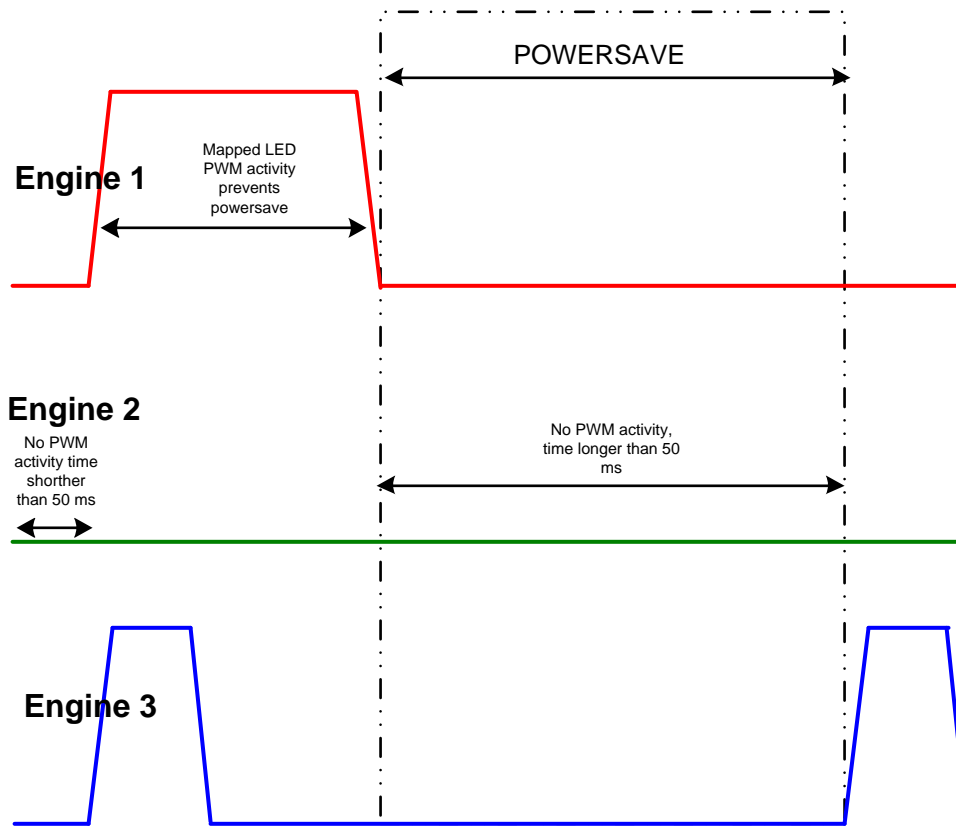 POWERSAVE
Engine 1
Mapped LED
PWM activity
prevents
powersave
Engine 2
No PWM
activity time
shorther
than 50 ms
No PWM activity,
time longer than 50
ms
Engine 3